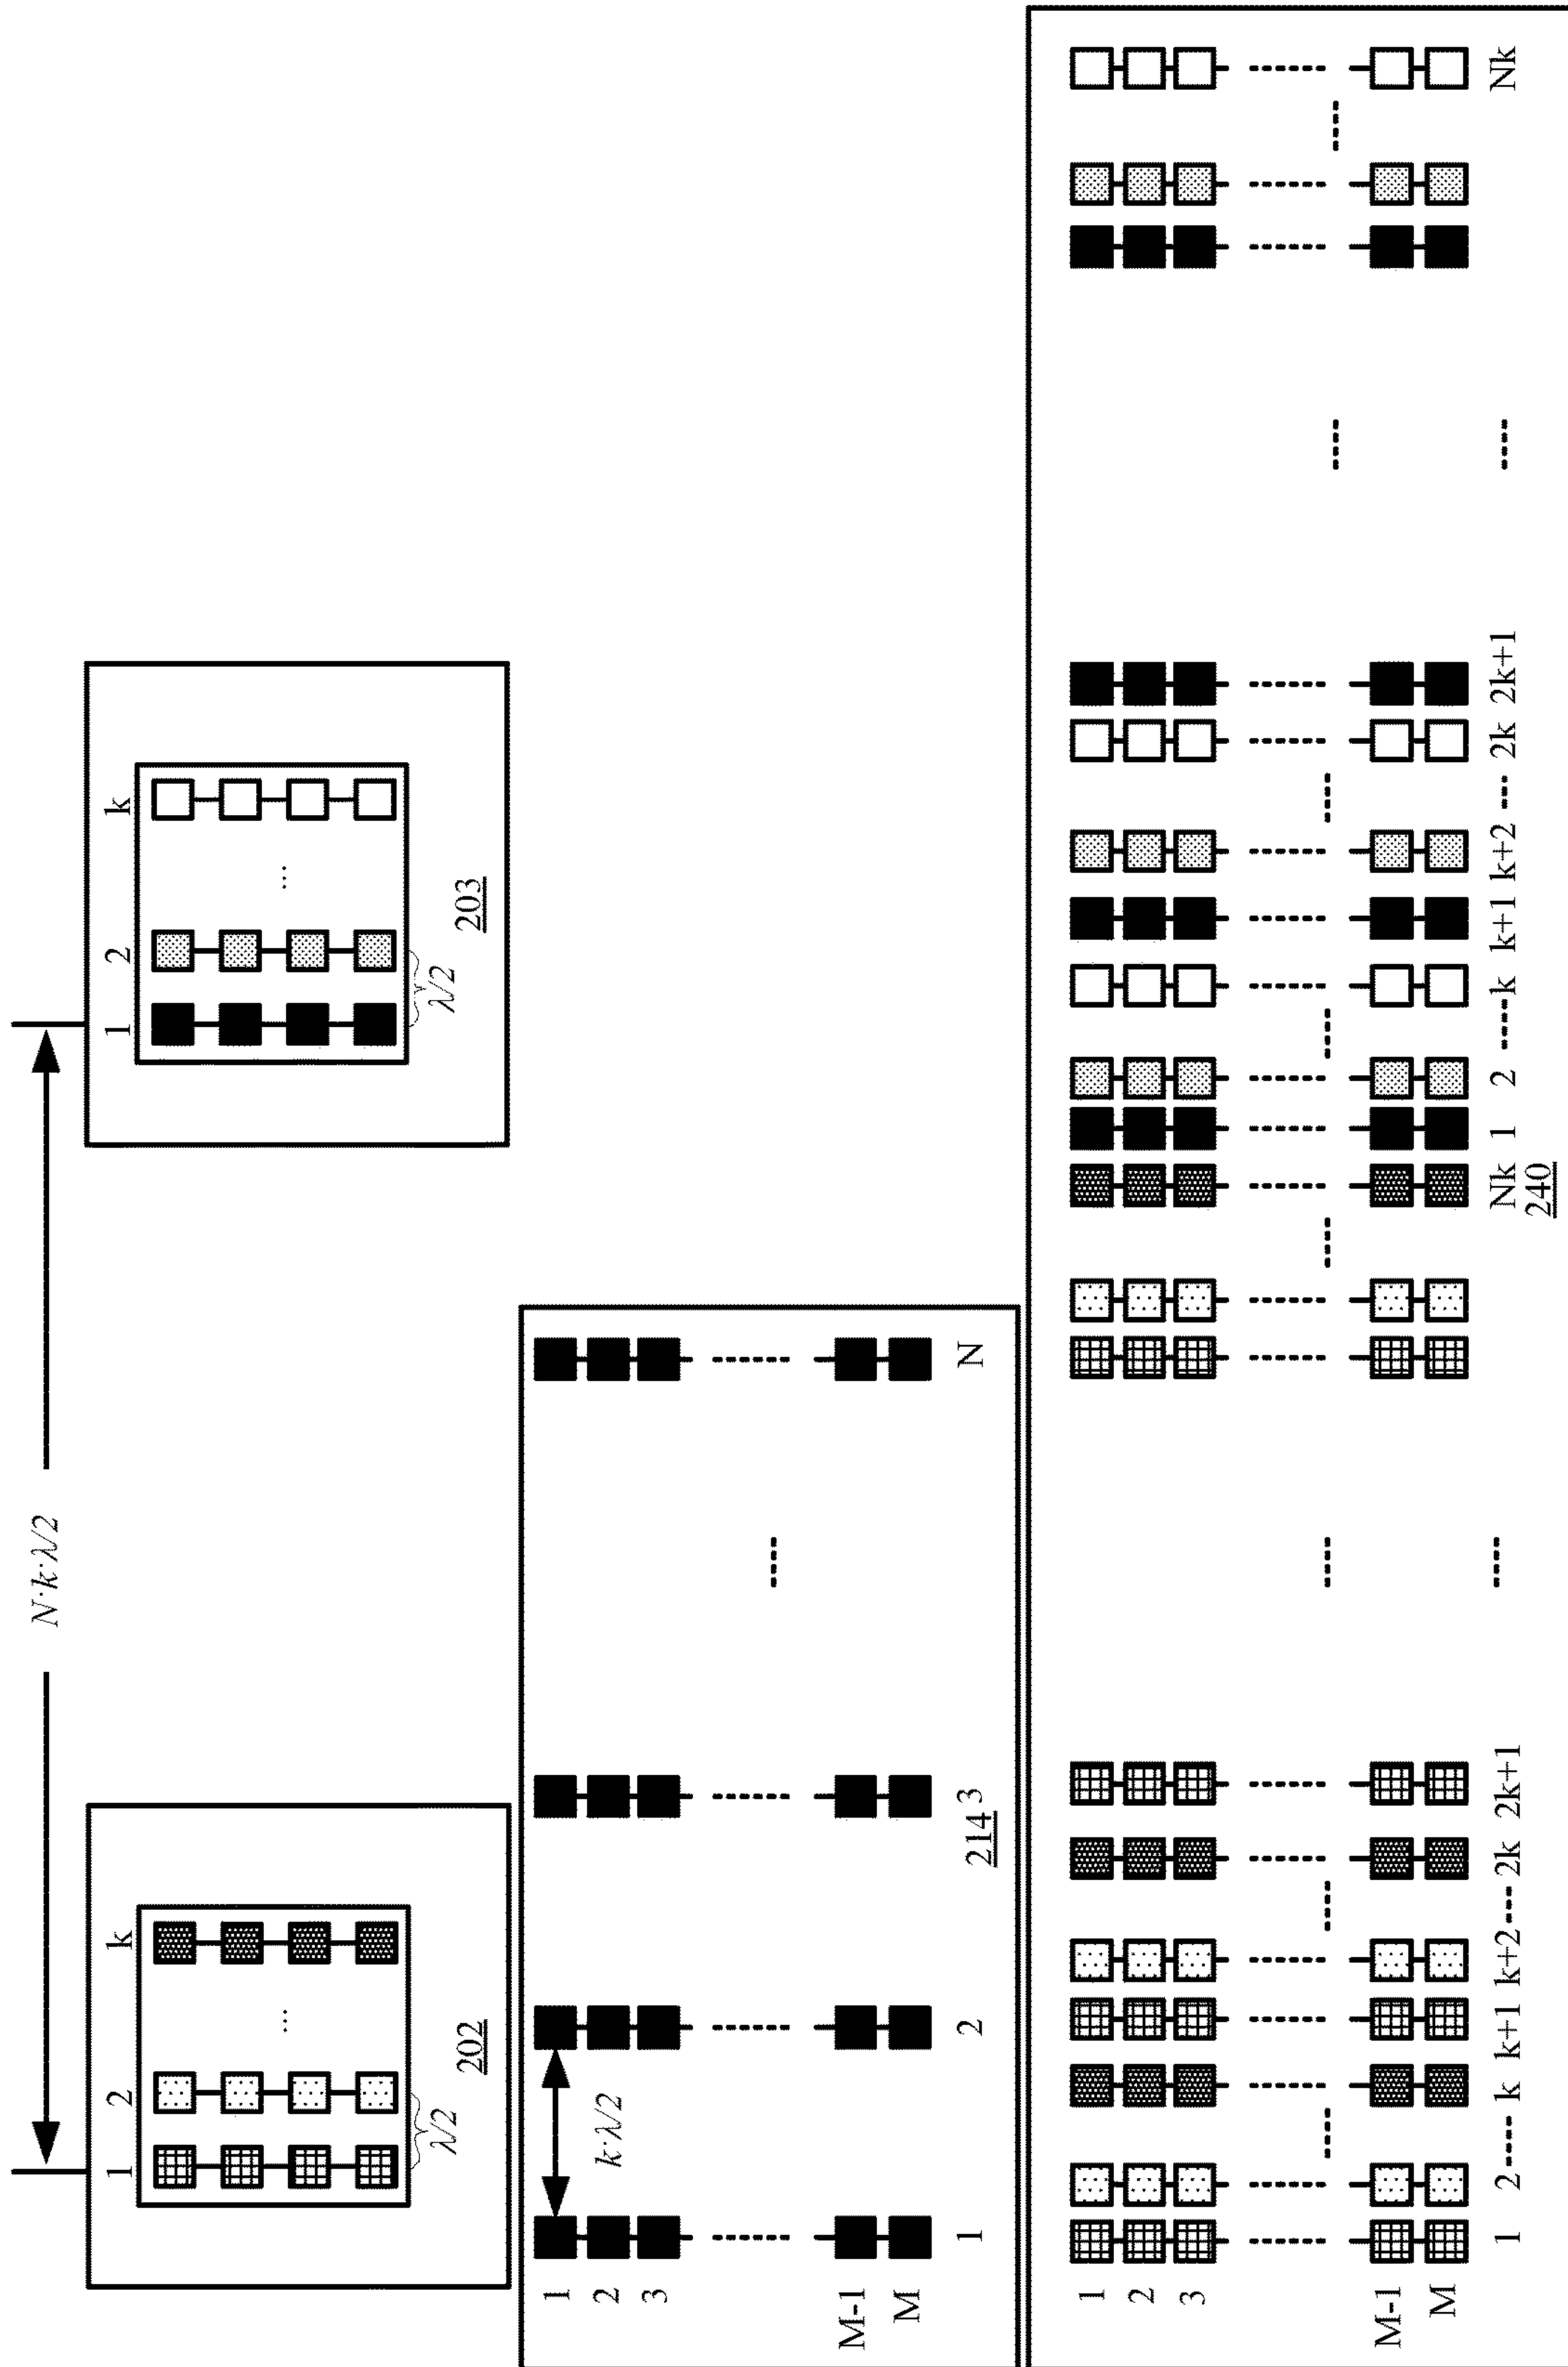 N·k·λ/2
1 2 ... k
λ/2
202
1 2 ... k
λ/2
203
1
2
3
M-1
M
k·λ/2
1 2 3 N
214
1
2
3
M-1
M
1 2 ---- k k+1 k+2 --- 2k 2k+1 ---- Nk 1 2 ---- k k+1 k+2 --- 2k 2k+1 ---- Nk
240